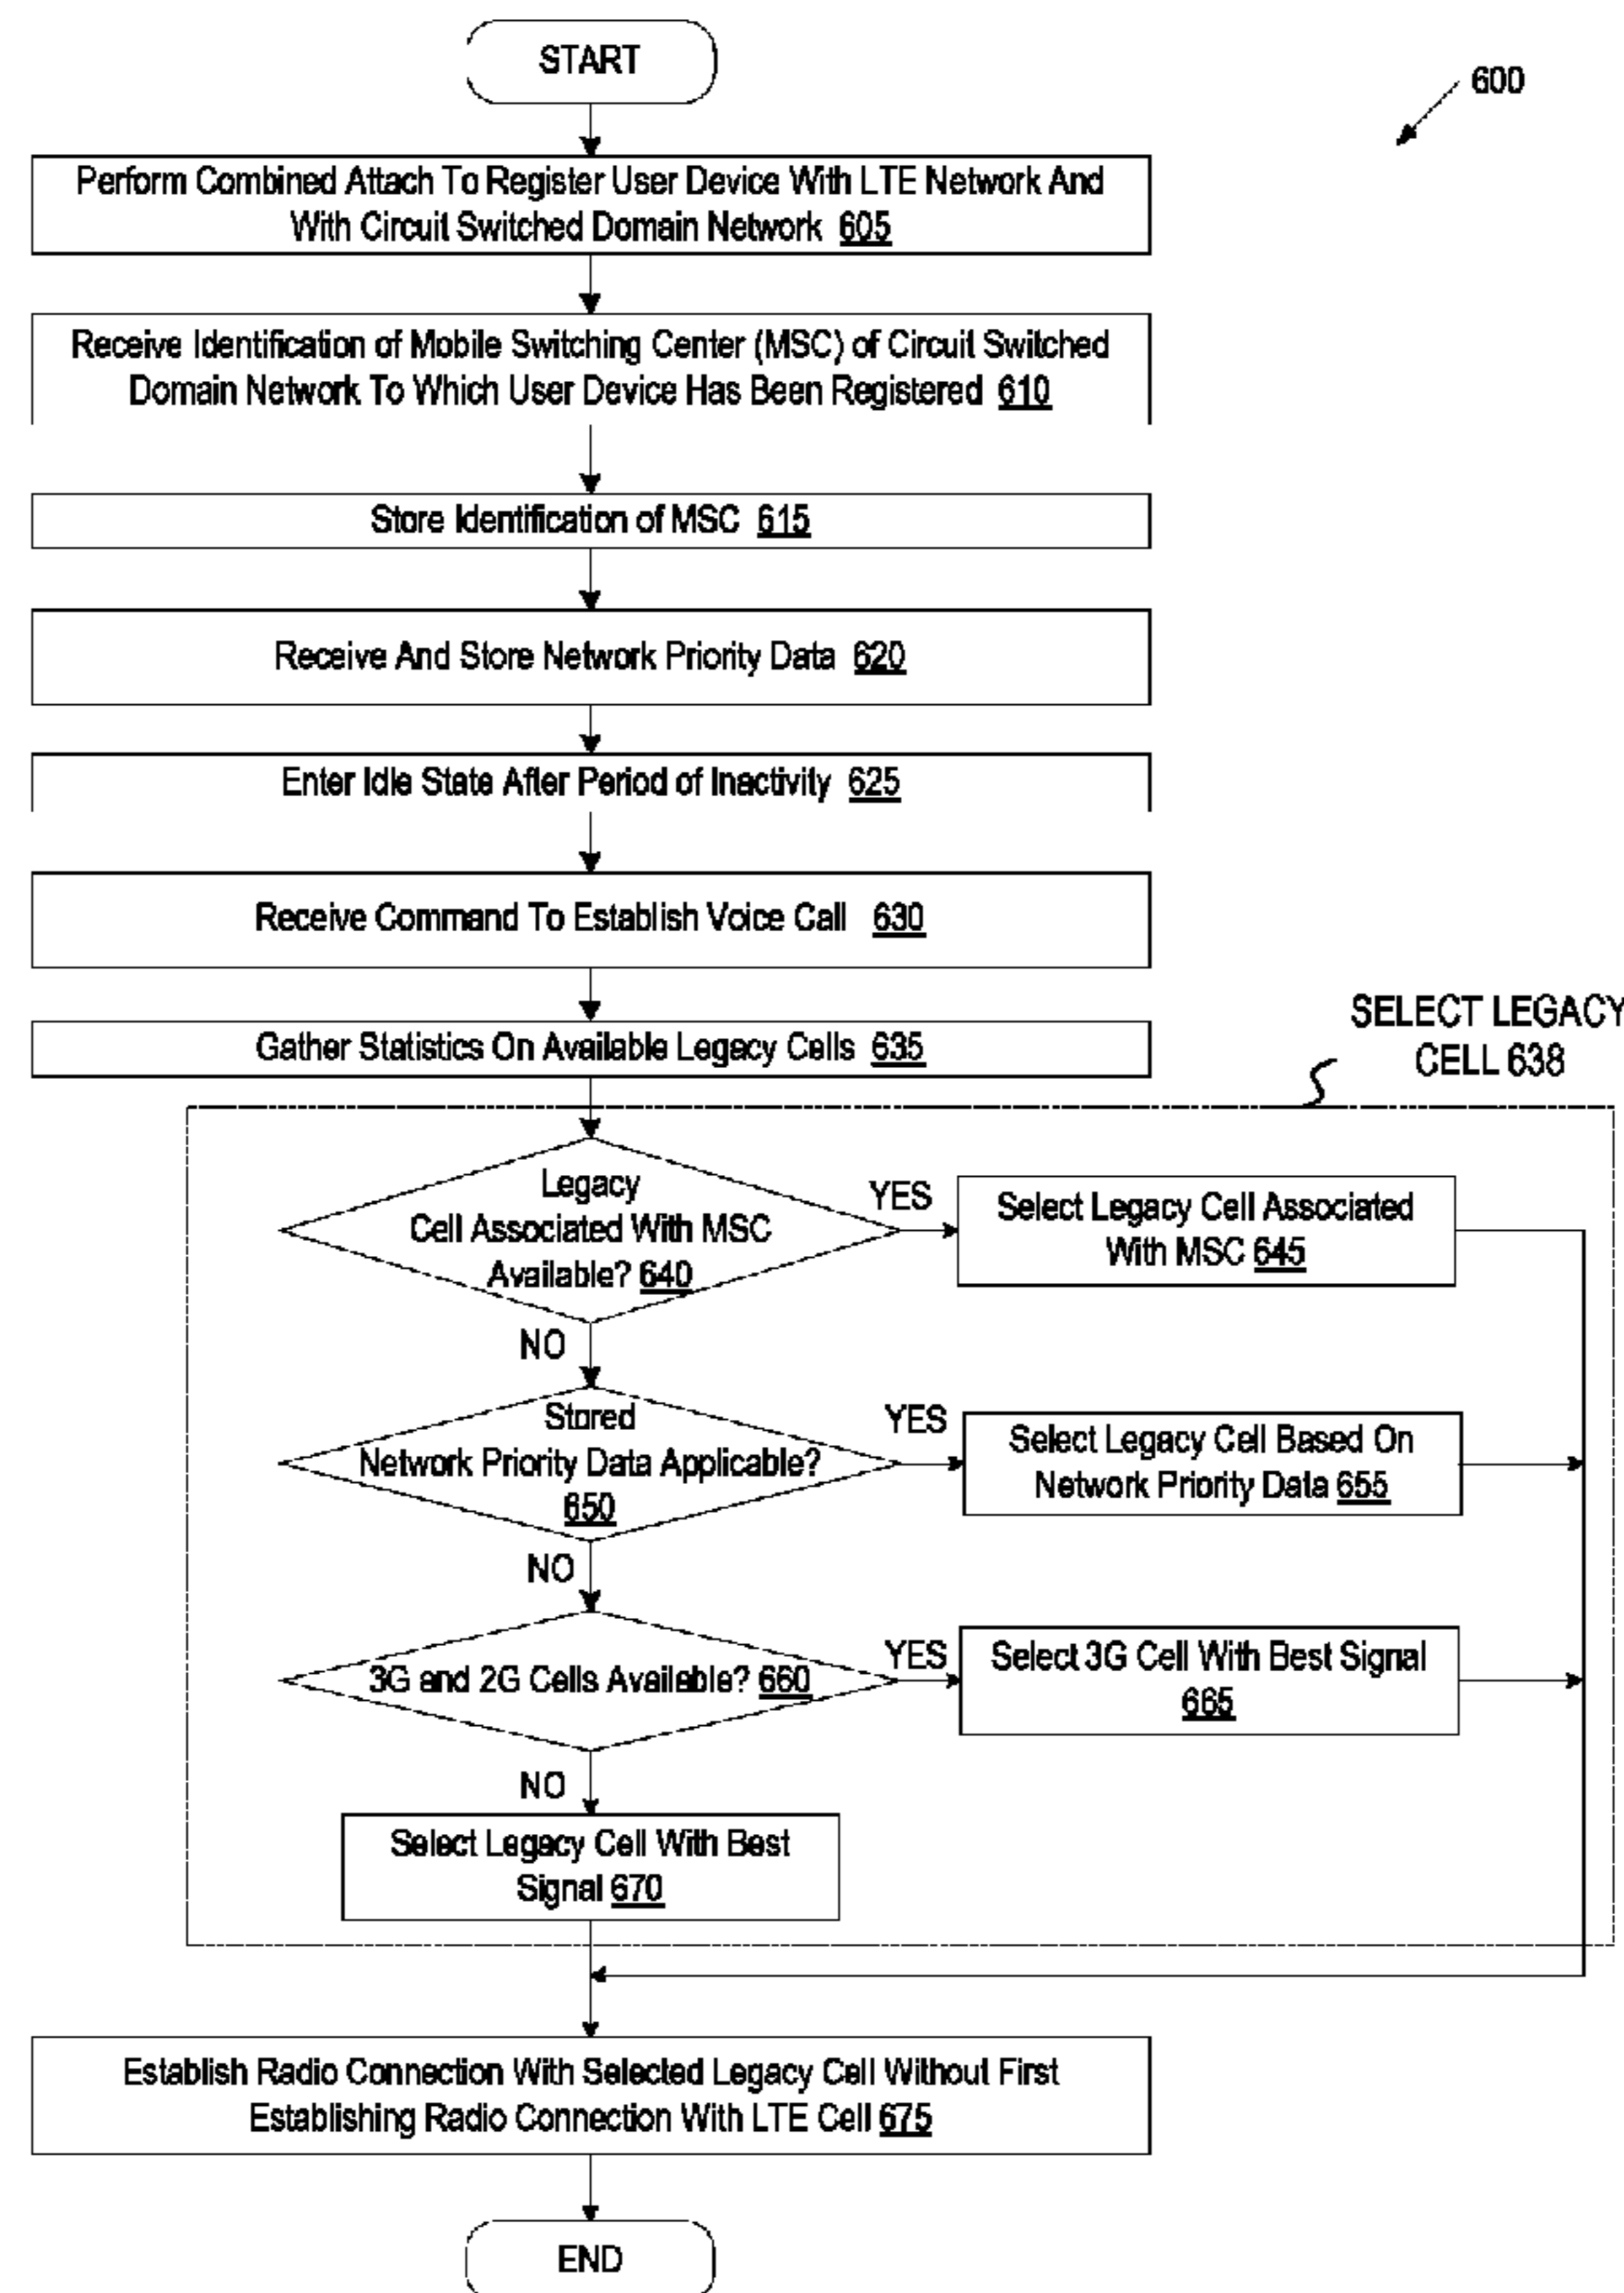 START
600
Perform Combined Attach To Register User Device With LTE Network And
With Circuit Switched Domain Network 605
Receive Identification of Mobile Switching Center (MSC) of Circuit Switched
Domain Network To Which User Device Has Been Registered 610
Store Identification of MSC 615
Receive And Store Network Priority Data 620
Enter Idle State After Period of Inactivity 625
Receive Command To Establish Voice Call 630
Gather Statistics On Available Legacy Cells 635
SELECT LEGACY
CELL 638
Legacy
Cell Associated With MSC
Available? 640
YES
Select Legacy Cell Associated
With MSC 645
NO
Stored
Network Priority Data Applicable?
650
YES
Select Legacy Cell Based On
Network Priority Data 655
NO
3G and 2G Cells Available? 660
YES
Select 3G Cell With Best Signal
665
NO
Select Legacy Cell With Best
Signal 670
Establish Radio Connection With Selected Legacy Cell Without First
Establishing Radio Connection With LTE Cell 675
END